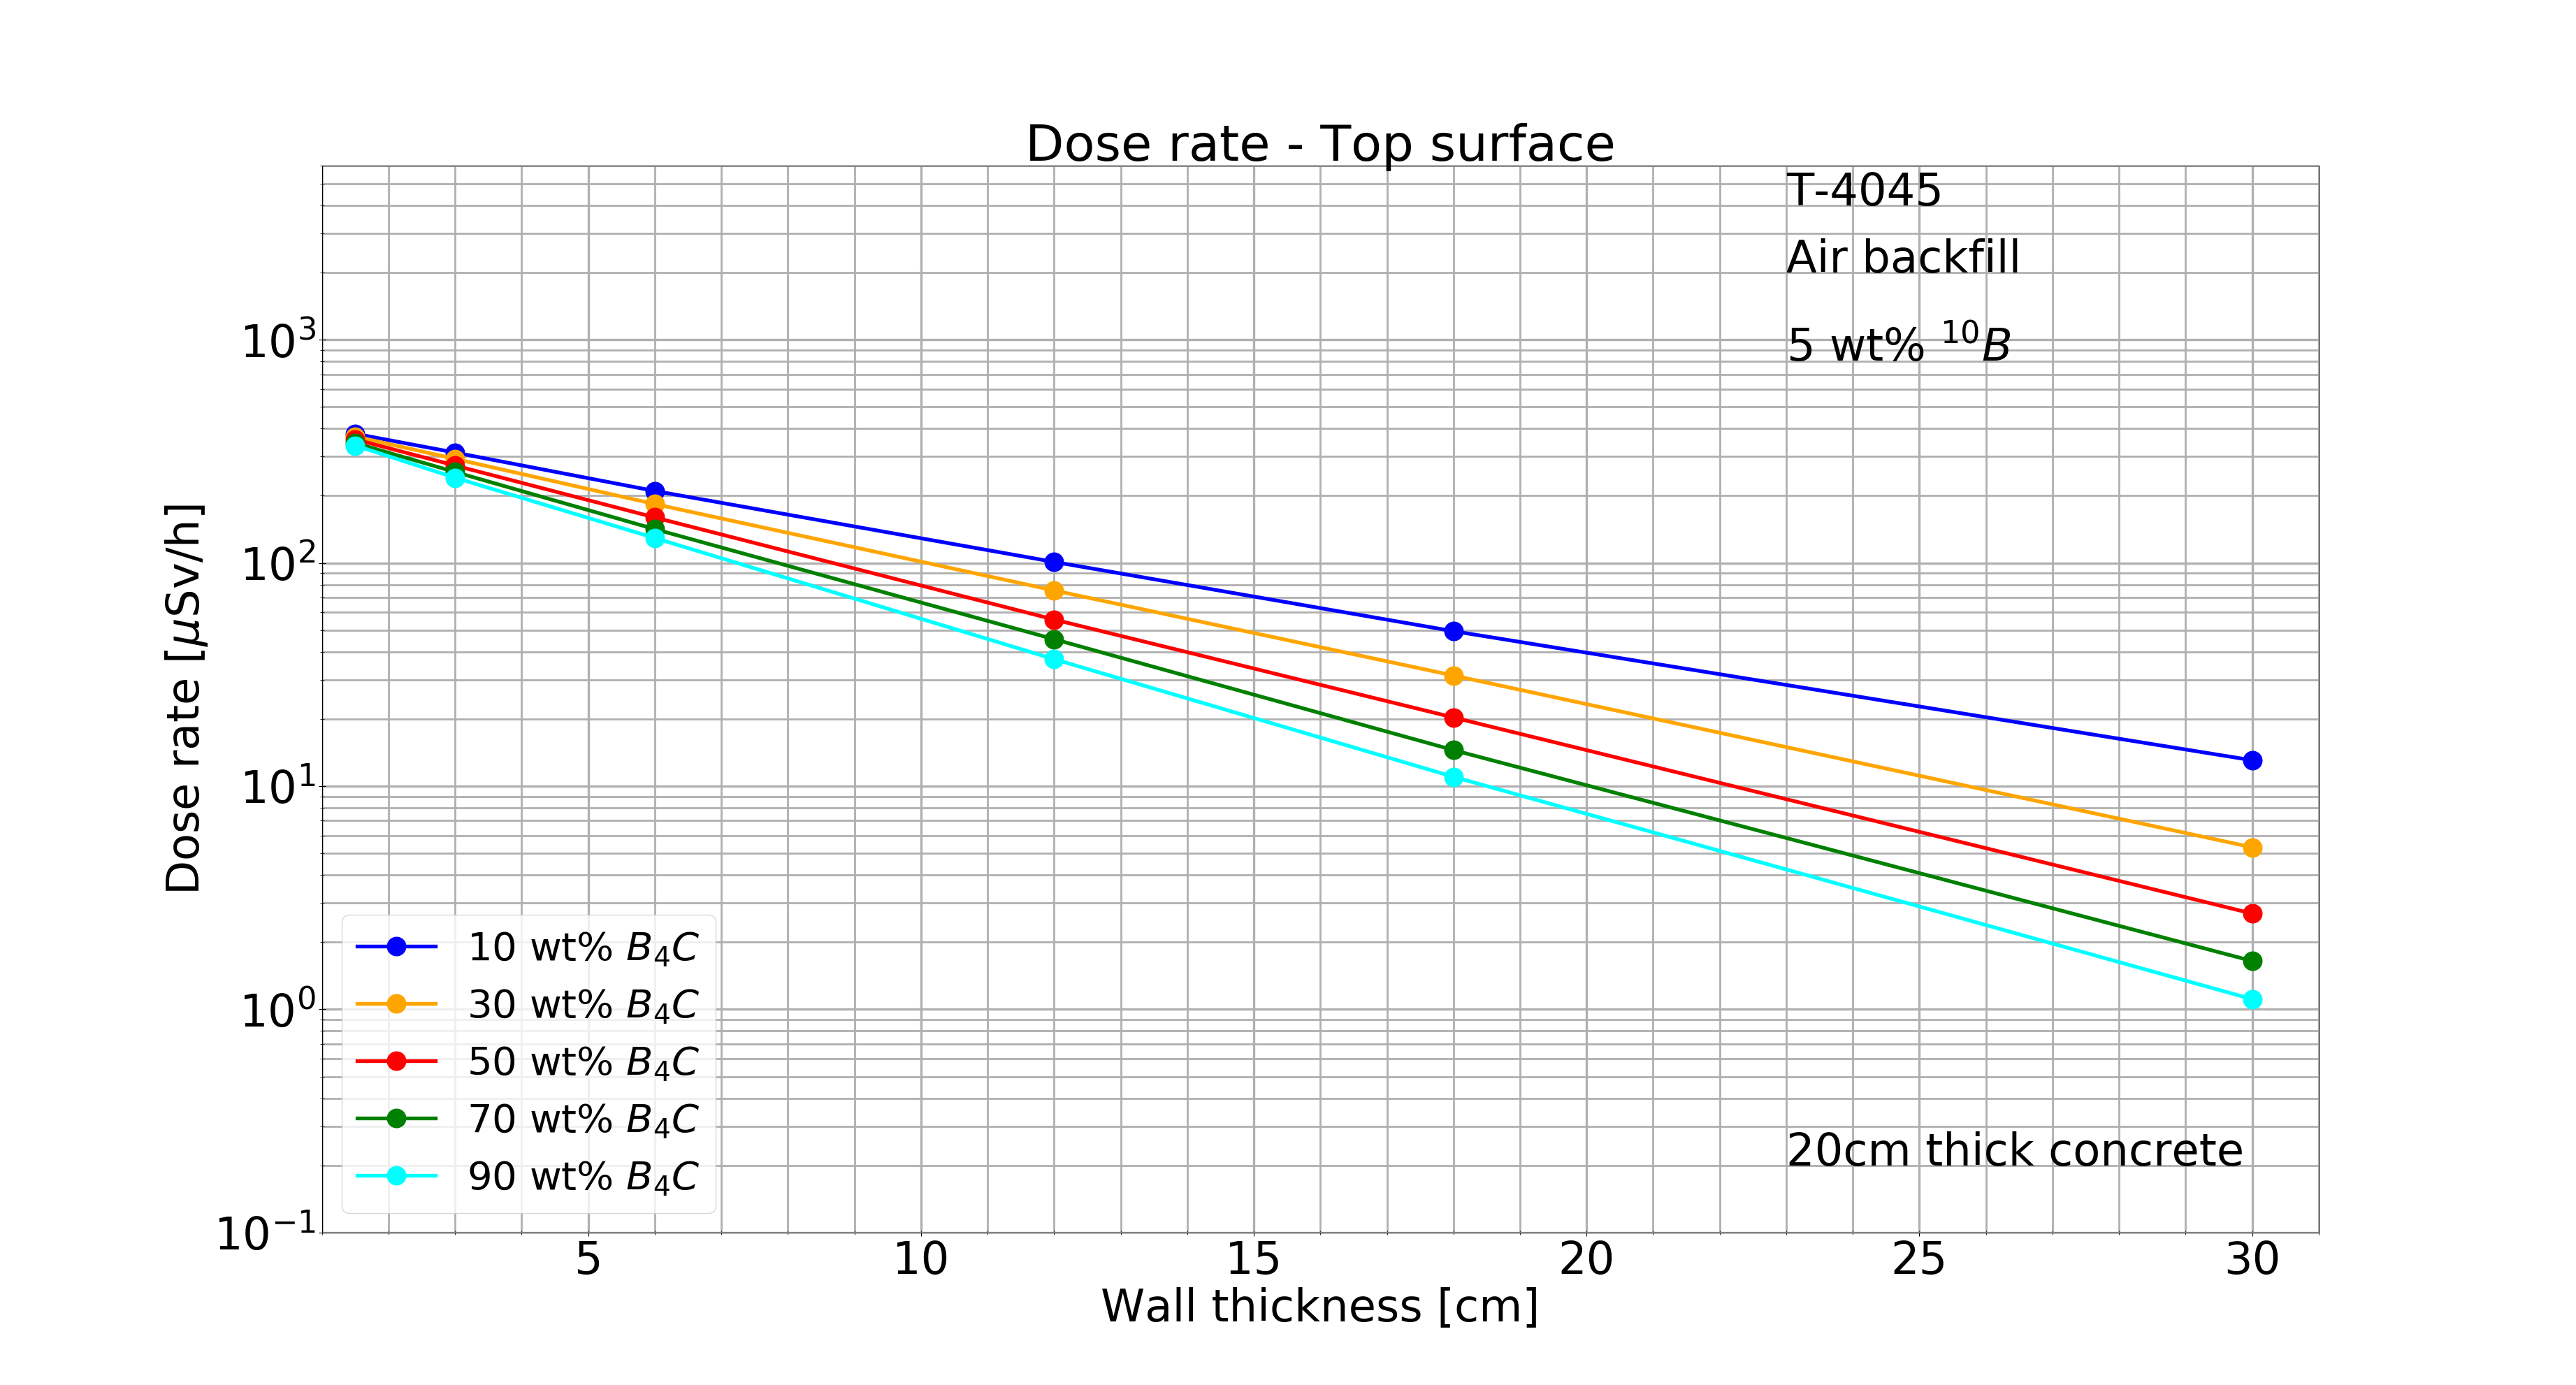 Dose rate - Top surface
T-4045
Air backfill
5 wt% ¹⁰B
Dose rate [μSv/h]
10³
10²
10¹
10⁰
10⁻¹
10 wt% B₄C
30 wt% B₄C
50 wt% B₄C
70 wt% B₄C
90 wt% B₄C
20cm thick concrete
5 10 15 20 25 30
Wall thickness [cm]